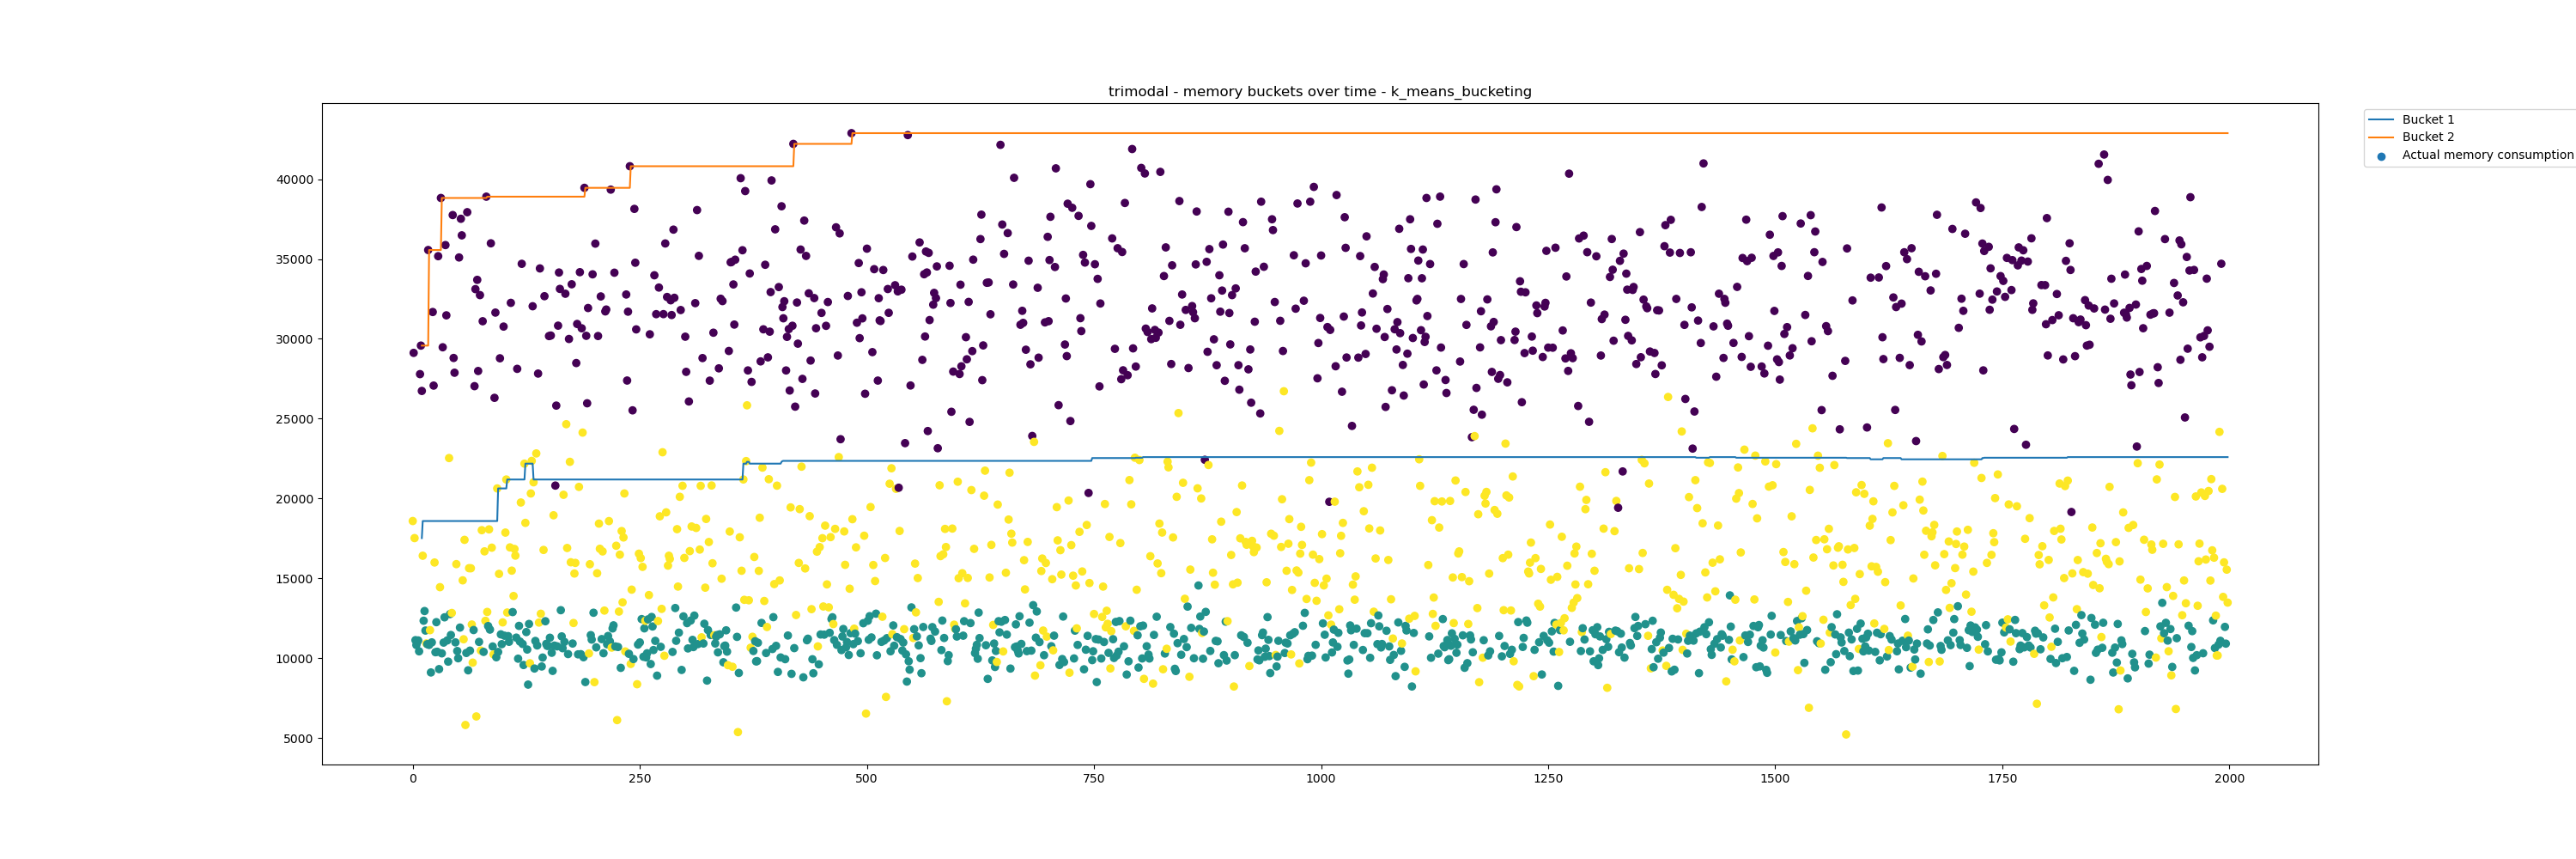 trimodal - memory buckets over time - k_means_bucketing
Bucket 1
Bucket 2
Actual memory consumption
40000
35000
30000
25000
20000
15000
10000
5000
0 250 500 750 1000 1250 1500 1750 2000